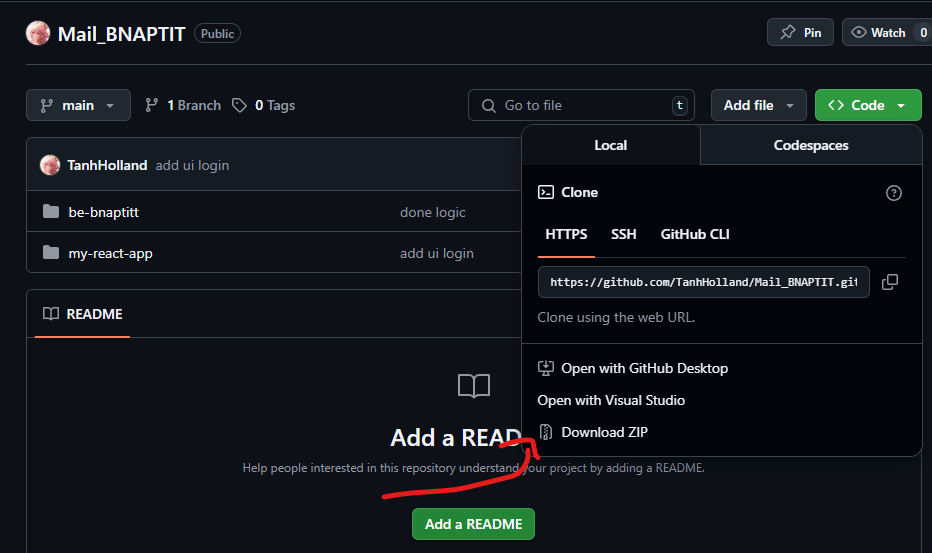 Mail_BNAPTIT Public Pin Watch 0
main 1 Branch 0 Tags Go to file t Add file Code
Local Codespaces
TanhHolland add ui login
Clone
be-bnaptitt done logic
HTTPS SSH GitHub CLI
my-react-app add ui login
https://github.com/TanhHolland/Mail_BNAPTIT.git
README
Clone using the web URL.
Open with GitHub Desktop
Open with Visual Studio
Download ZIP
Add a READ
Help people interested in this repository understand your project by adding a README.
Add a README